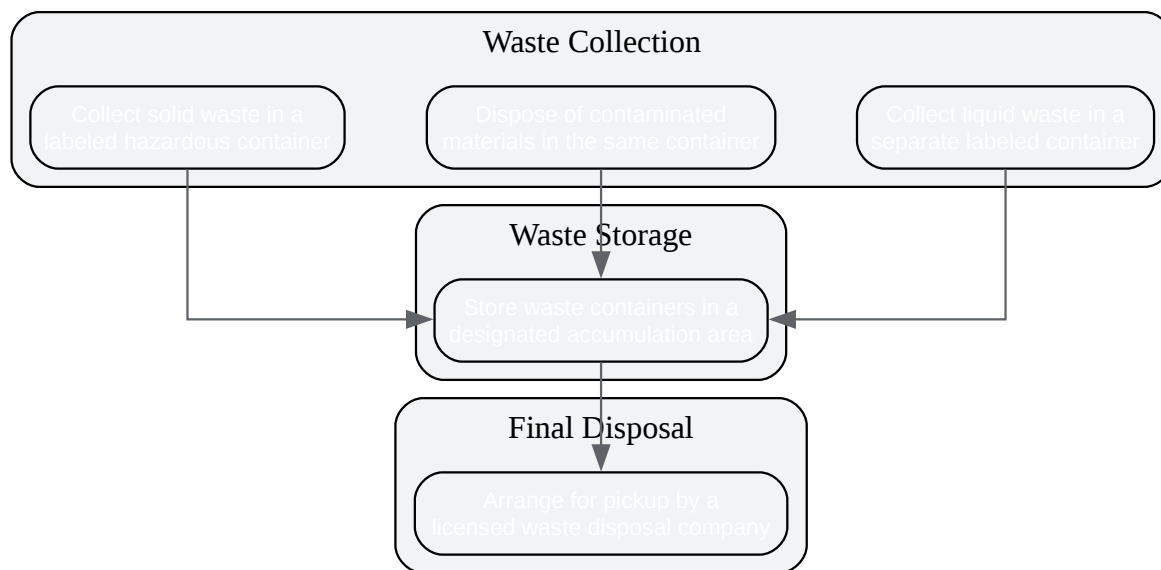 Waste Collection
Collect solid waste in a
labeled hazardous container
Dispose of contaminated
materials in the same container
Collect liquid waste in a
separate labeled container
Waste Storage
Store waste containers in a
designated accumulation area
Final Disposal
Arrange for pickup by a
licensed waste disposal company